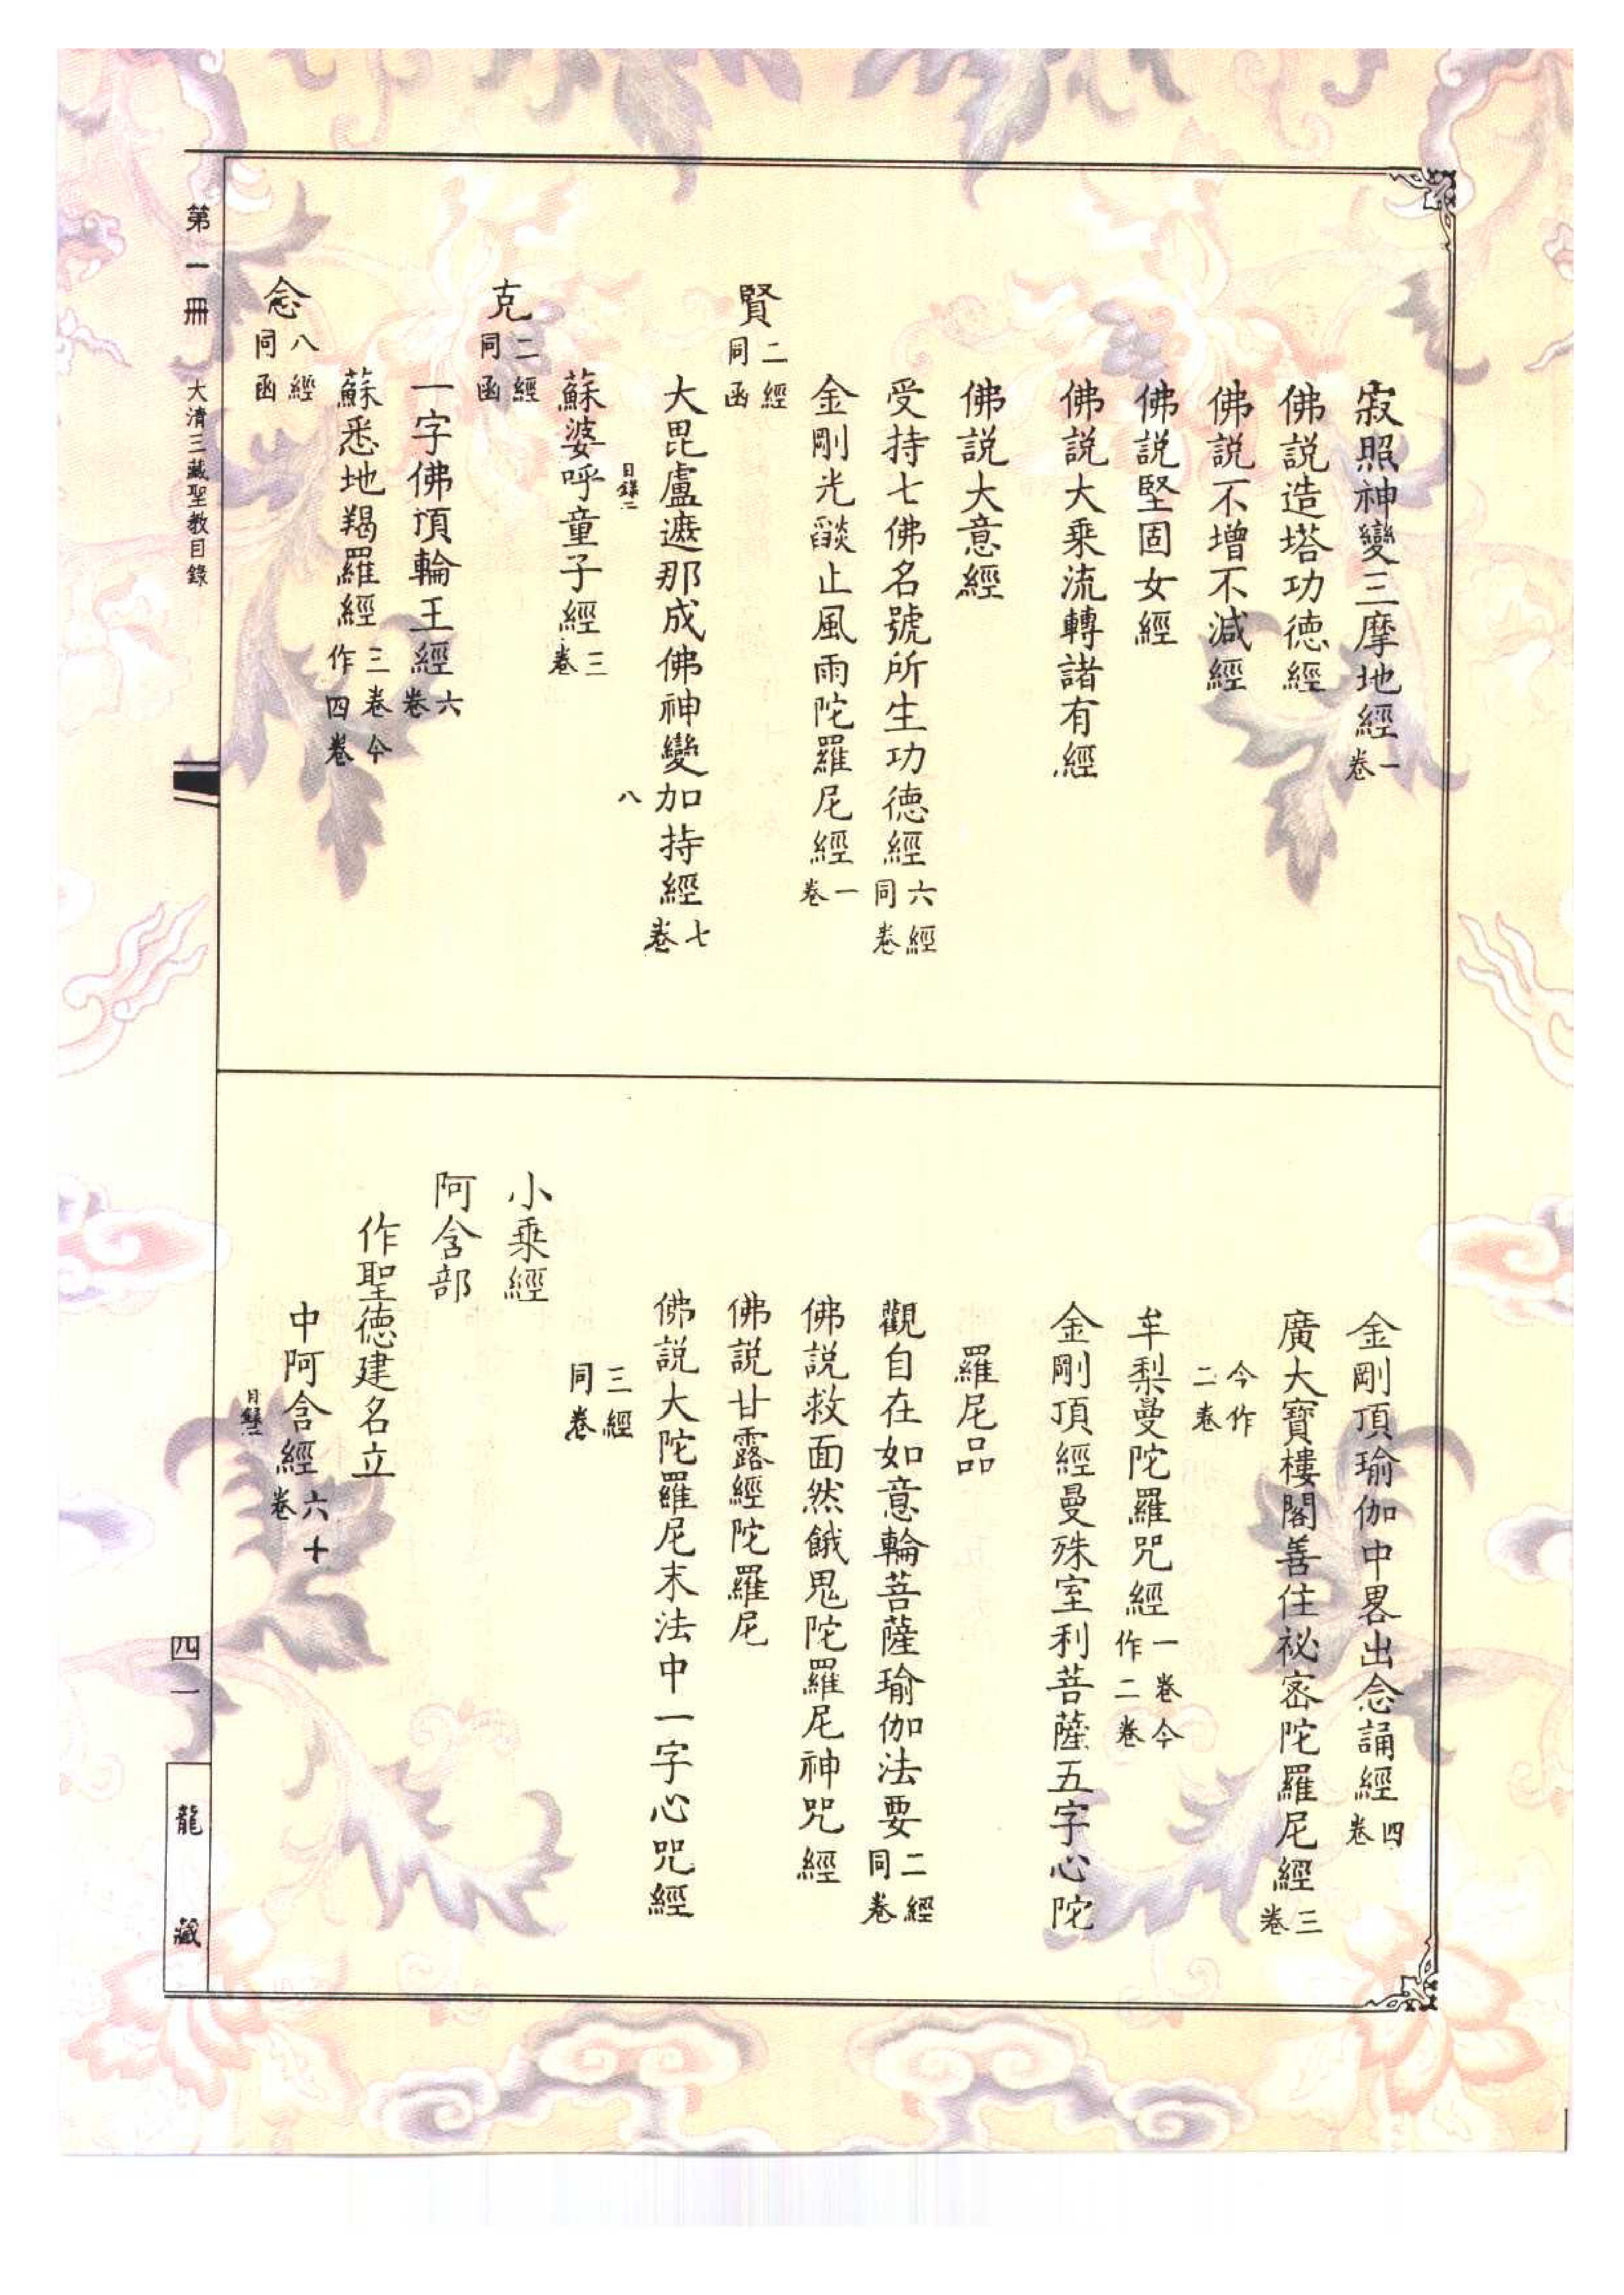 寂照神變三摩地經一卷
佛説造塔功德經
佛説不增不減經
佛説堅固女經
佛説大乘流轉諸有經
佛説大意經
受持七佛名號所生功德經六經同卷
金剛光燄止風雨陀羅尼經一卷
賢二經同函
大毘盧遮那成佛神變加持經七卷
目錄二 八
蘇婆呼童子經三卷
克二經同函
一字佛頂輪王經六卷
蘇悉地羯羅經三卷今作四卷
念八經同函
金剛頂瑜伽中畧出念誦經四卷
廣大寶樓閣善住祕密陀羅尼經三卷
今作二卷
牟梨曼陀羅咒經一卷今作二卷
金剛頂經曼殊室利菩薩五字心陀
羅尼品
觀自在如意輪菩薩瑜伽法要二經同卷
佛説救面然餓鬼陀羅尼神咒經
佛説甘露經陀羅尼
佛説大陀羅尼末法中一字心咒經
三經同卷
小乘經
阿含部
作聖德建名立
中阿含經六十卷
目錄
第一冊 大清三藏聖教目錄
四一
龍藏